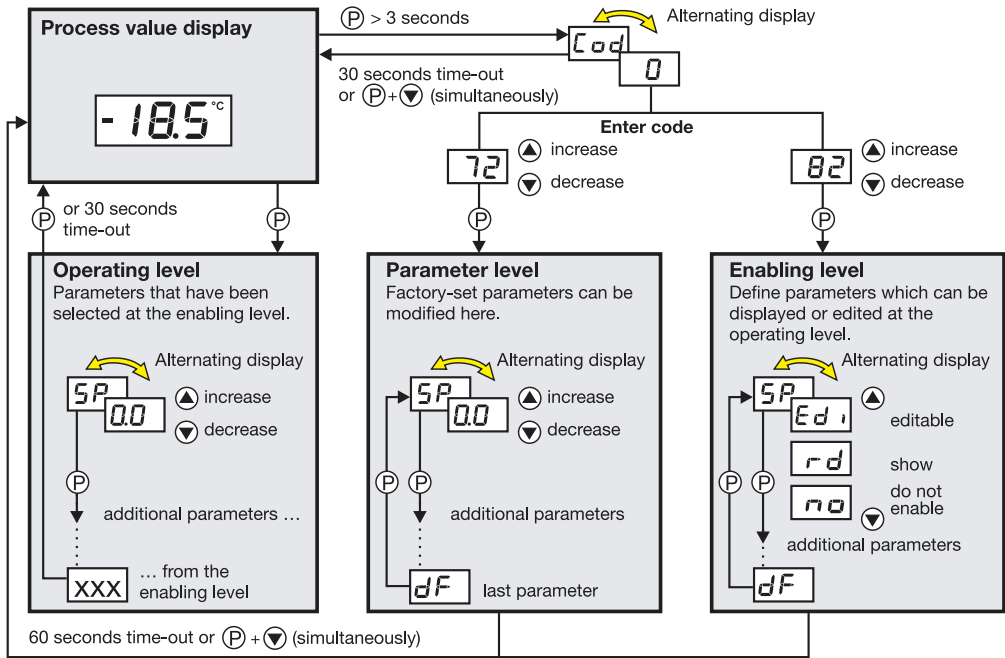 Process value display
-18.5 °C
Ⓟ > 3 seconds
30 seconds time-out
or Ⓟ + ▼ (simultaneously)
Cod
0
Alternating display
Enter code
72
▲ increase
▼ decrease
82
▲ increase
▼ decrease
Ⓟ or 30 seconds
time-out
Ⓟ
Ⓟ
Ⓟ
Operating level
Parameters that have been
selected at the enabling level.
Alternating display
SP
0.0
▲ increase
▼ decrease
Ⓟ
additional parameters ...
xxx
... from the
enabling level
Parameter level
Factory-set parameters can be
modified here.
Alternating display
SP
0.0
▲ increase
▼ decrease
Ⓟ Ⓟ
additional parameters
dF
last parameter
Enabling level
Define parameters which can be
displayed or edited at the
operating level.
Alternating display
SP
Edi
▲
editable
rd
show
no
do not
enable
▼
Ⓟ Ⓟ
additional parameters
dF
60 seconds time-out or Ⓟ + ▼ (simultaneously)